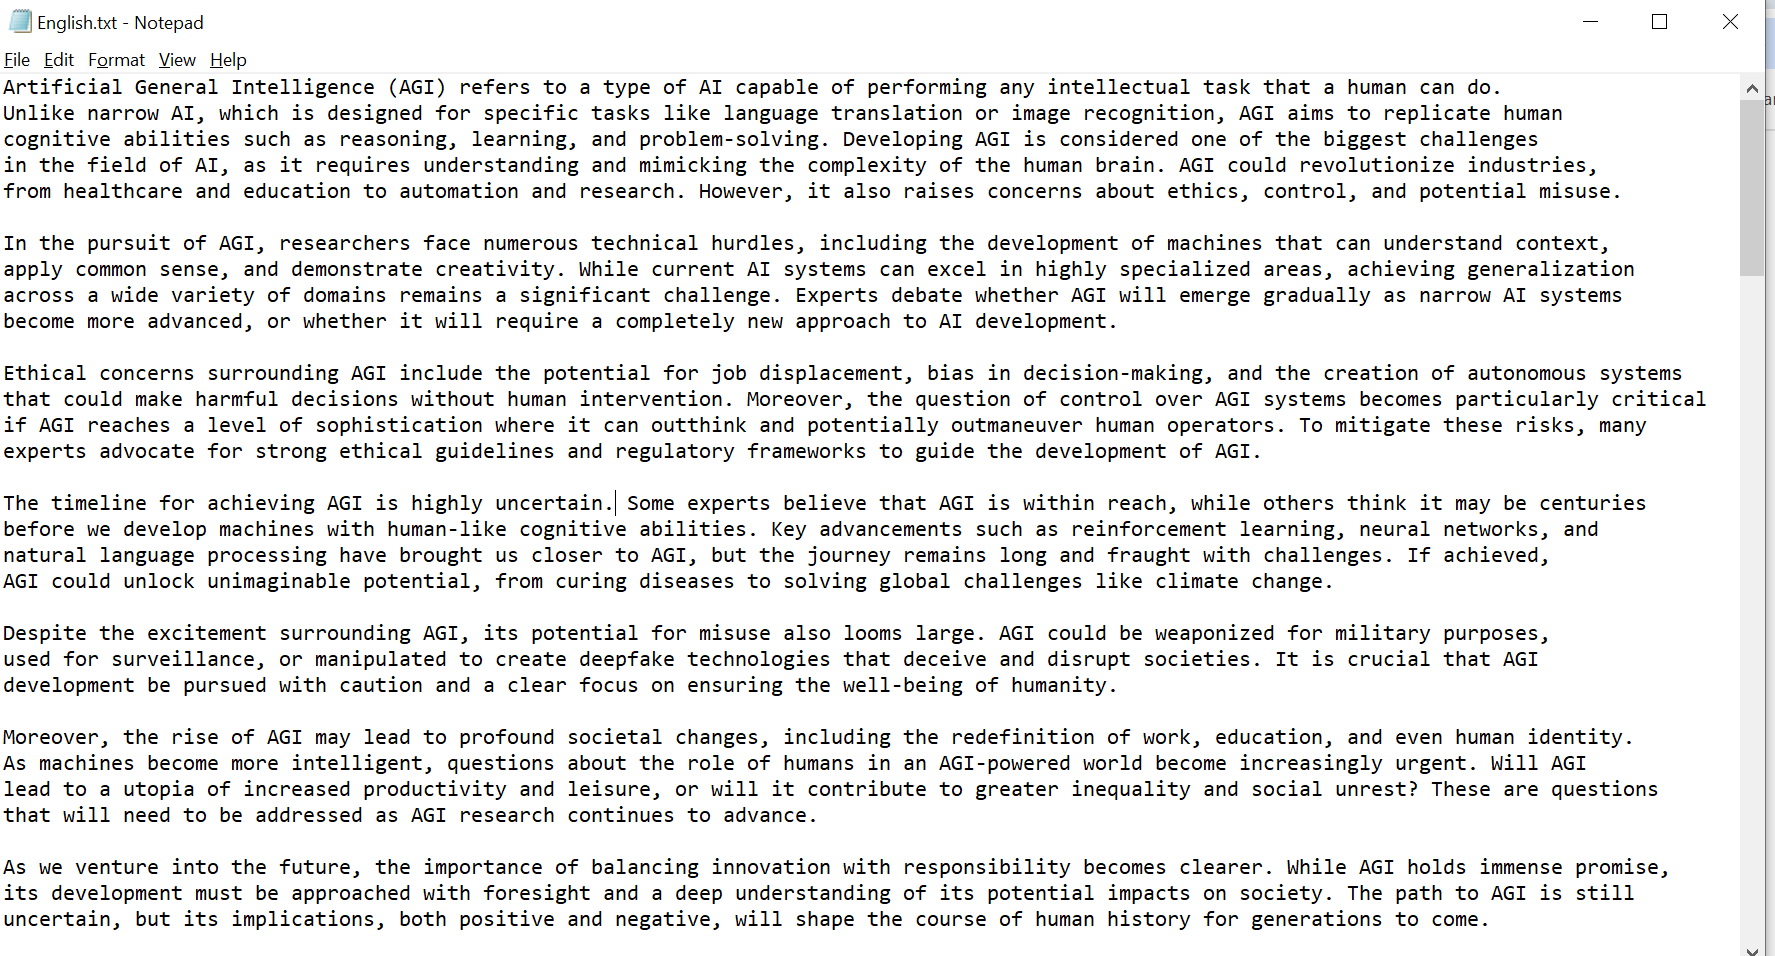 English.txt - Notepad
File Edit Format View Help
Artificial General Intelligence (AGI) refers to a type of AI capable of performing any intellectual task that a human can do.
Unlike narrow AI, which is designed for specific tasks like language translation or image recognition, AGI aims to replicate human
cognitive abilities such as reasoning, learning, and problem-solving. Developing AGI is considered one of the biggest challenges
in the field of AI, as it requires understanding and mimicking the complexity of the human brain. AGI could revolutionize industries,
from healthcare and education to automation and research. However, it also raises concerns about ethics, control, and potential misuse.

In the pursuit of AGI, researchers face numerous technical hurdles, including the development of machines that can understand context,
apply common sense, and demonstrate creativity. While current AI systems can excel in highly specialized areas, achieving generalization
across a wide variety of domains remains a significant challenge. Experts debate whether AGI will emerge gradually as narrow AI systems
become more advanced, or whether it will require a completely new approach to AI development.

Ethical concerns surrounding AGI include the potential for job displacement, bias in decision-making, and the creation of autonomous systems
that could make harmful decisions without human intervention. Moreover, the question of control over AGI systems becomes particularly critical
if AGI reaches a level of sophistication where it can outthink and potentially outmaneuver human operators. To mitigate these risks, many
experts advocate for strong ethical guidelines and regulatory frameworks to guide the development of AGI.

The timeline for achieving AGI is highly uncertain. Some experts believe that AGI is within reach, while others think it may be centuries
before we develop machines with human-like cognitive abilities. Key advancements such as reinforcement learning, neural networks, and
natural language processing have brought us closer to AGI, but the journey remains long and fraught with challenges. If achieved,
AGI could unlock unimaginable potential, from curing diseases to solving global challenges like climate change.

Despite the excitement surrounding AGI, its potential for misuse also looms large. AGI could be weaponized for military purposes,
used for surveillance, or manipulated to create deepfake technologies that deceive and disrupt societies. It is crucial that AGI
development be pursued with caution and a clear focus on ensuring the well-being of humanity.

Moreover, the rise of AGI may lead to profound societal changes, including the redefinition of work, education, and even human identity.
As machines become more intelligent, questions about the role of humans in an AGI-powered world become increasingly urgent. Will AGI
lead to a utopia of increased productivity and leisure, or will it contribute to greater inequality and social unrest? These are questions
that will need to be addressed as AGI research continues to advance.

As we venture into the future, the importance of balancing innovation with responsibility becomes clearer. While AGI holds immense promise,
its development must be approached with foresight and a deep understanding of its potential impacts on society. The path to AGI is still
uncertain, but its implications, both positive and negative, will shape the course of human history for generations to come.